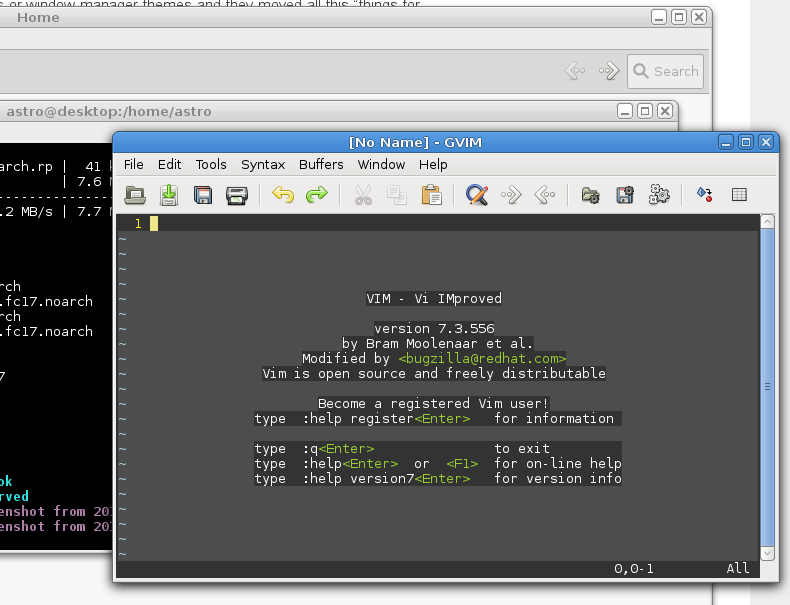 s or window manager themes and they moved all this "things for
Home
Search
astro@desktop:/home/astro
arch.rp | 41
| 7.6 M
.2 MB/s | 7.7
rch
.fc17.noarch
rch
.fc17.noarch
7
ok
rved
enshot from 20
enshot from 20
[No Name] - GVIM
File Edit Tools Syntax Buffers Window Help
1
~
~
~
~
~ VIM - Vi IMproved
~
~ version 7.3.556
~ by Bram Moolenaar et al.
~ Modified by <bugzilla@redhat.com>
~ Vim is open source and freely distributable
~
~ Become a registered Vim user!
~ type :help register<Enter> for information
~
~ type :q<Enter> to exit
~ type :help<Enter> or <F1> for on-line help
~ type :help version7<Enter> for version info
~
~
~
~
~
0,0-1 All